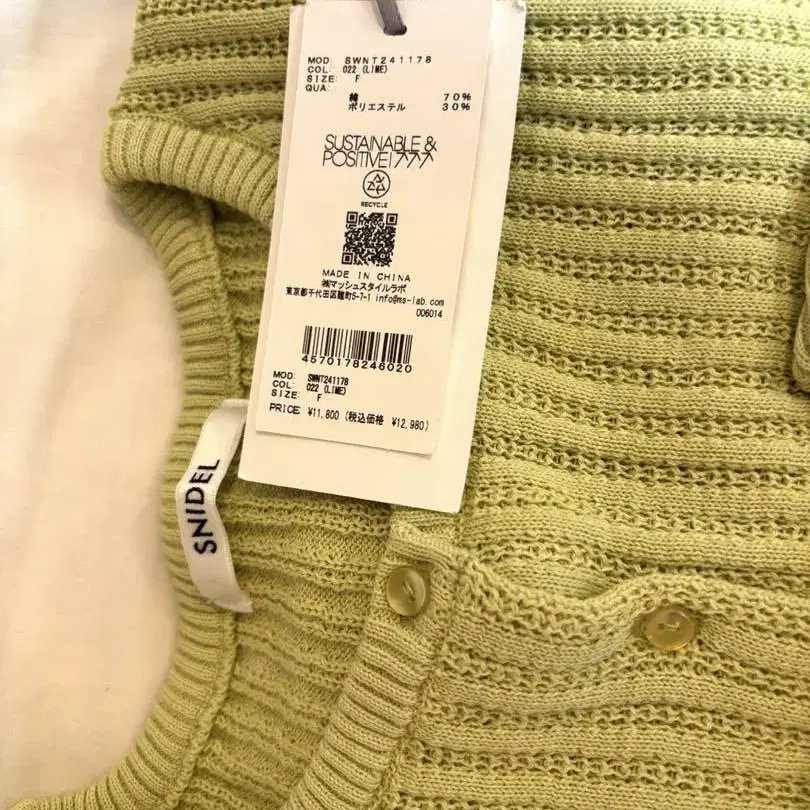 MOD: SWNT241178
COL: 022 (LIME)
SIZE: F
QUA:
綿 70%
ポリエステル 30%
SUSTAINABLE &
POSITIVE!
RECYCLE
MADE IN CHINA
㈱マッシュスタイルラボ
東京都千代田区麹町5-7-1 info@ms-lab.com
006014
4570178246020
MOD: SWNT241178
COL: 022 (LIME)
SIZE: F
PRICE ¥11,800 (税込価格 ¥12,980)
SNIDEL